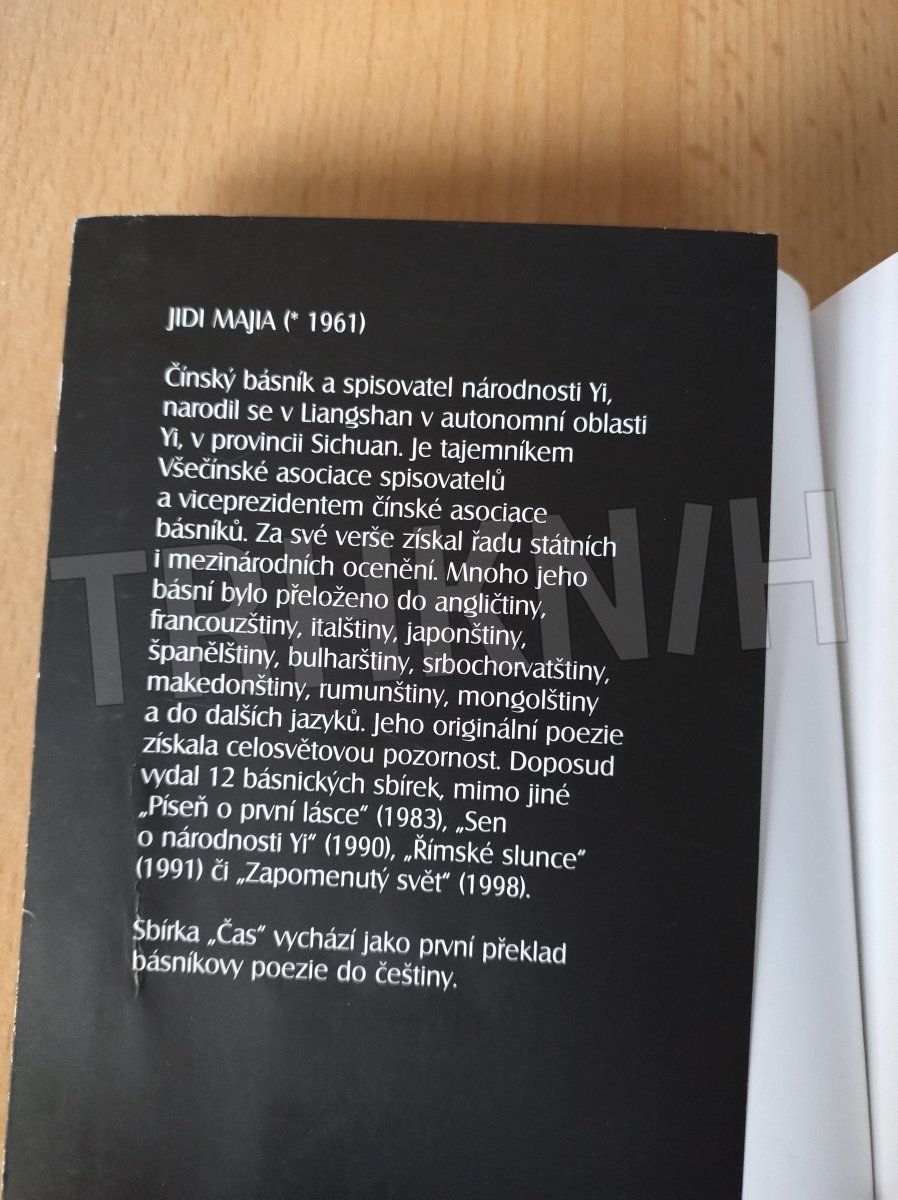 JIDI MAJIA (* 1961)
Čínský básník a spisovatel národnosti Yi,
narodil se v Liangshan v autonomní oblasti
Yi, v provincii Sichuan. Je tajemníkem
Všečínské asociace spisovatelů
a viceprezidentem čínské asociace
básníků. Za své verše získal řadu státních
i mezinárodních ocenění. Mnoho jeho
básní bylo přeloženo do angličtiny,
francouzštiny, italštiny, japonštiny,
španělštiny, bulharštiny, srbochorvatštiny,
makedonštiny, rumunštiny, mongolštiny
a do dalších jazyků. Jeho originální poezie
získala celosvětovou pozornost. Doposud
vydal 12 básnických sbírek, mimo jiné
„Píseň o první lásce“ (1983), „Sen
o národnosti Yi“ (1990), „Římské slunce“
(1991) či „Zapomenutý svět“ (1998).
Sbírka „Čas“ vychází jako první překlad
básníkovy poezie do češtiny.
TRHKNIH